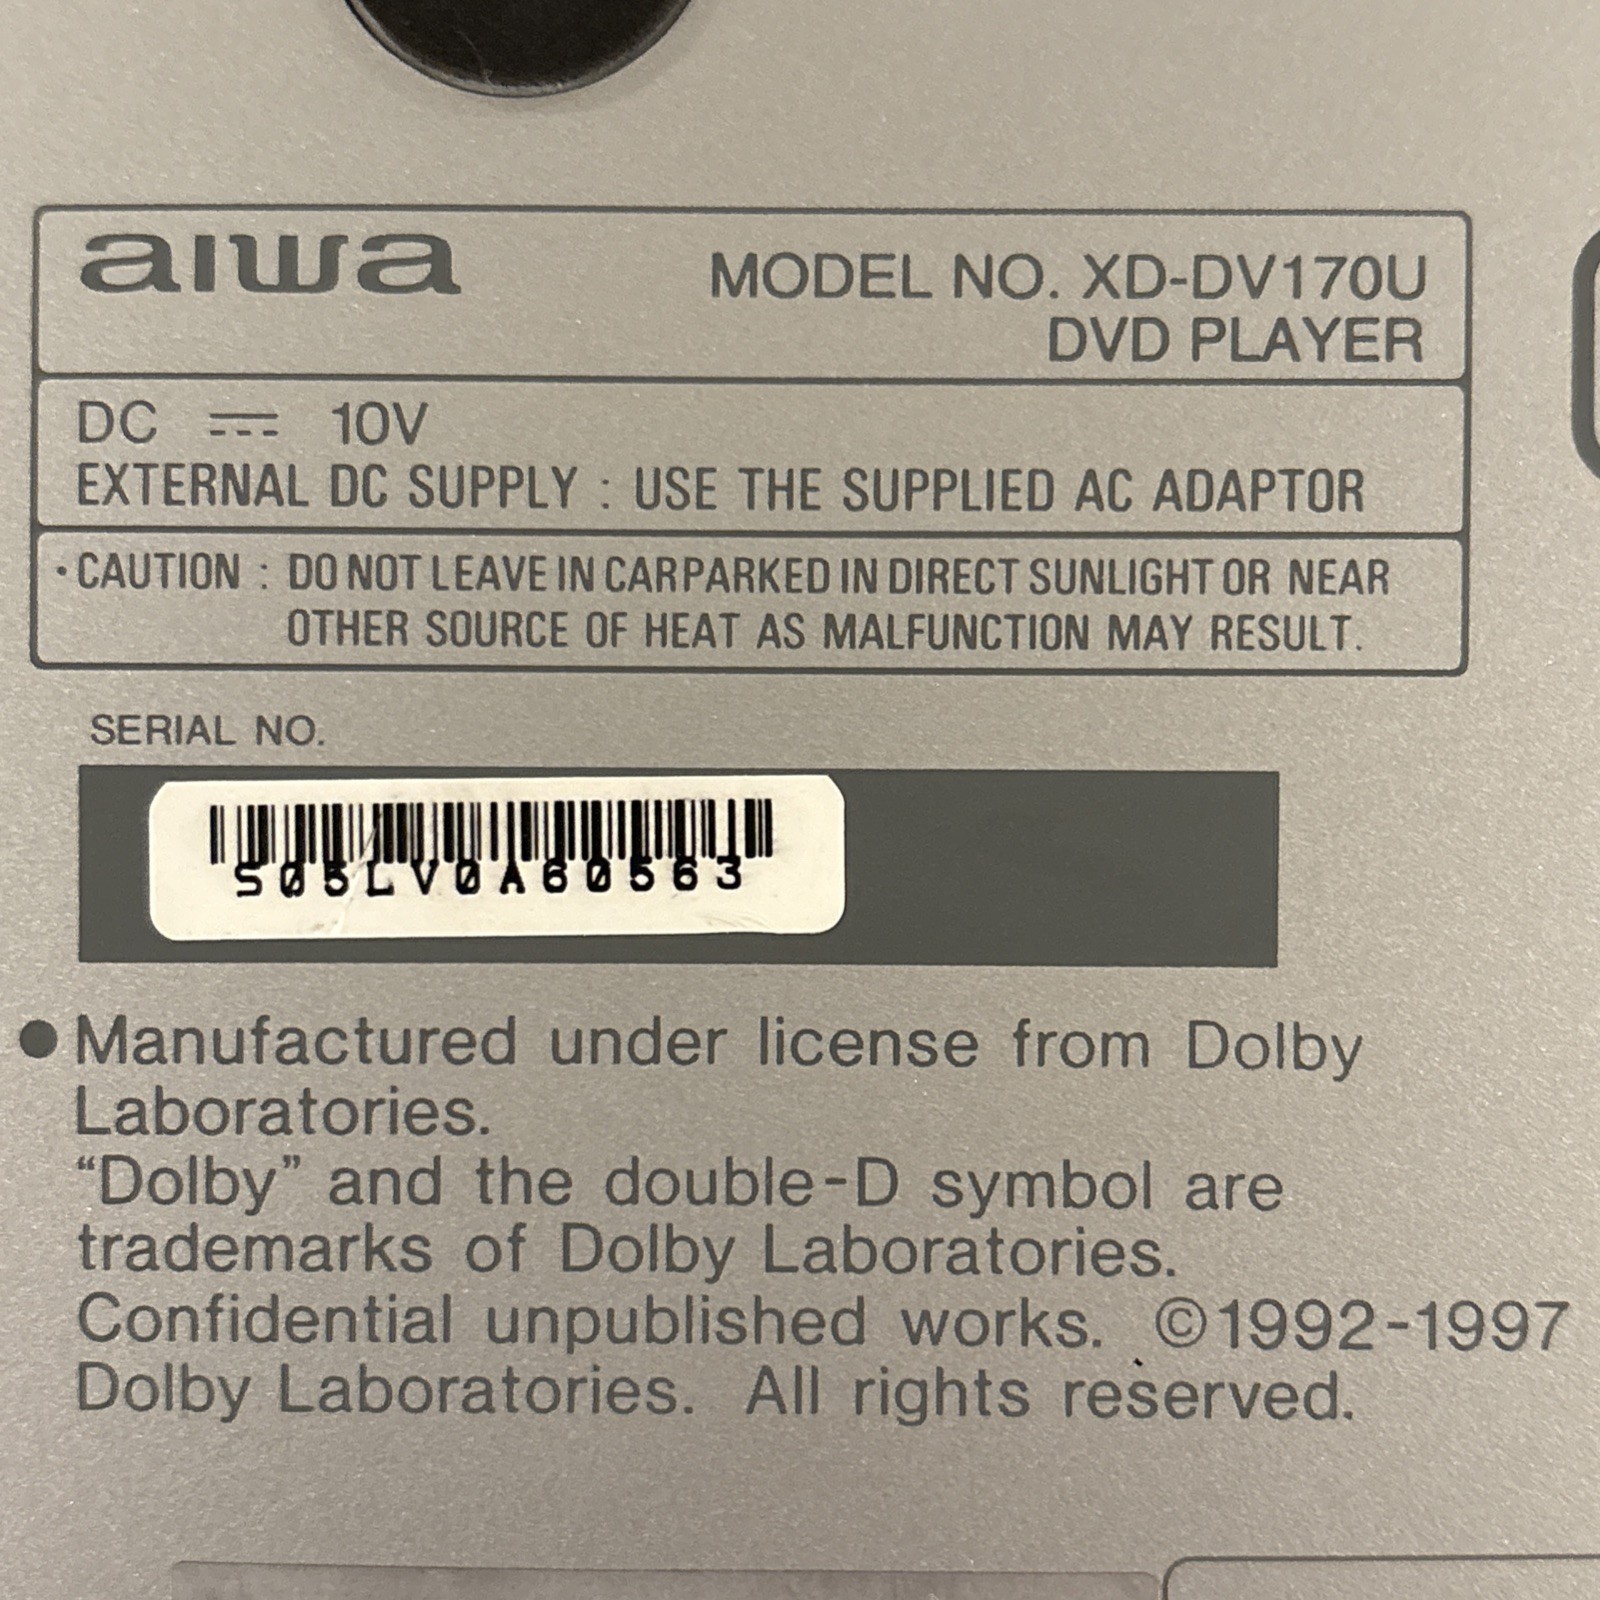 aiwa
MODEL NO. XD-DV170U
DVD PLAYER
DC ⎓ 10V
EXTERNAL DC SUPPLY : USE THE SUPPLIED AC ADAPTOR
·CAUTION : DO NOT LEAVE IN CAR PARKED IN DIRECT SUNLIGHT OR NEAR
OTHER SOURCE OF HEAT AS MALFUNCTION MAY RESULT.
SERIAL NO.
S05LV0A60563
●Manufactured under license from Dolby
Laboratories.
“Dolby” and the double-D symbol are
trademarks of Dolby Laboratories.
Confidential unpublished works. ©1992-1997
Dolby Laboratories. All rights reserved.